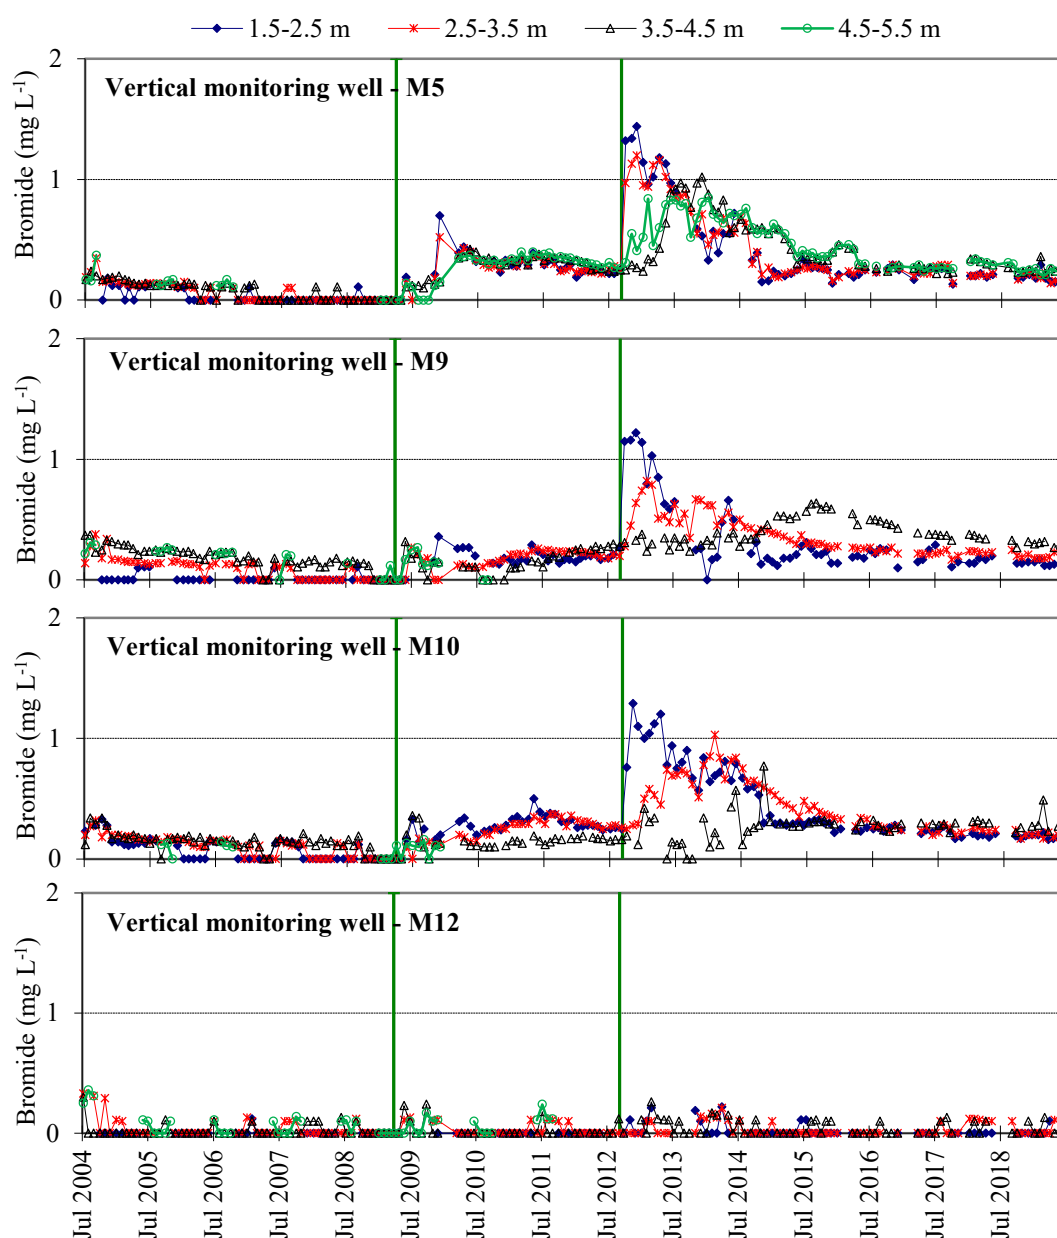 1.5-2.5 m 2.5-3.5 m 3.5-4.5 m 4.5-5.5 m
2
Vertical monitoring well - M5
1
0
Bromide (mg L-1)
2
Vertical monitoring well - M9
1
0
Bromide (mg L-1)
2
Vertical monitoring well - M10
1
0
Bromide (mg L-1)
2
Vertical monitoring well - M12
1
0
Bromide (mg L-1)
Jul 2004
Jul 2005
Jul 2006
Jul 2007
Jul 2008
Jul 2009
Jul 2010
Jul 2011
Jul 2012
Jul 2013
Jul 2014
Jul 2015
Jul 2016
Jul 2017
Jul 2018